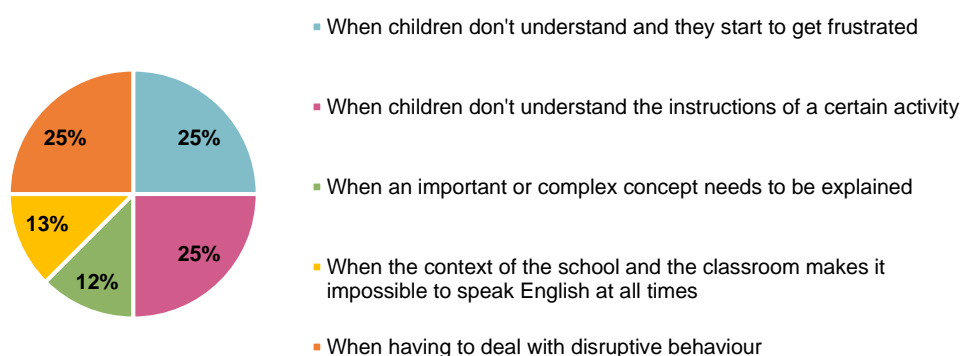 When children don't understand and they start to get frustrated
25%
25%
When children don't understand the instructions of a certain activity
When an important or complex concept needs to be explained
13%
25%
12%
When the context of the school and the classroom makes it
impossible to speak English at all times
When having to deal with disruptive behaviour